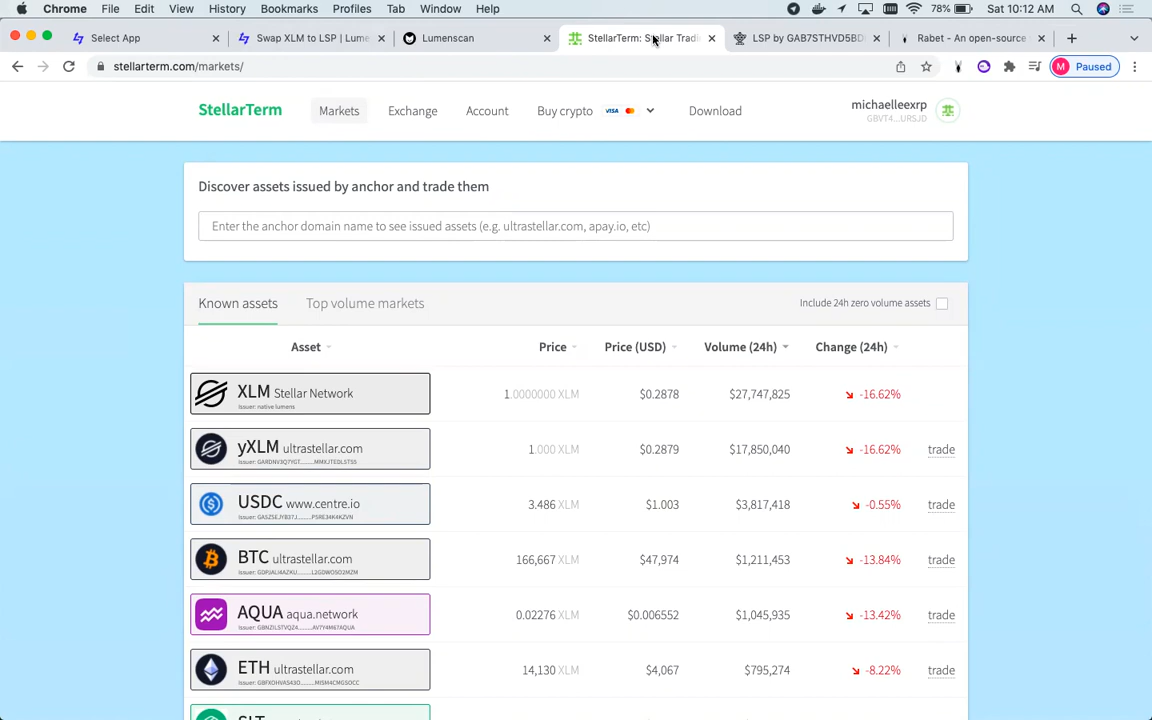 Chrome File Edit View History Bookmarks Profiles Tab Window Help 78% Sat 10:12 AM
Select App Swap XLM to LSP | Lume Lumenscan StellarTerm: Stellar Trad LSP by GAB7STHVD5BD Rabet - An open-source
stellarterm.com/markets/ M Paused
StellarTerm Markets Exchange Account Buy crypto VISA Download michaelleexrp
GBVT4...URSJD
Discover assets issued by anchor and trade them
Enter the anchor domain name to see issued assets (e.g. ultrastellar.com, apay.io, etc)
Known assets Top volume markets Include 24h zero volume assets
Asset Price Price (USD) Volume (24h) Change (24h)
XLM Stellar Network 1.0000000 XLM $0.2878 $27,747,825 -16.62%
Issuer: native lumens
yXLM ultrastellar.com 1.000 XLM $0.2879 $17,850,040 -16.62% trade
USDC www.centre.io 3.486 XLM $1.003 $3,817,418 -0.55% trade
BTC ultrastellar.com 166,667 XLM $47,974 $1,211,453 -13.84% trade
AQUA aqua.network 0.02276 XLM $0.006552 $1,045,935 -13.42% trade
ETH ultrastellar.com 14,130 XLM $4,067 $795,274 -8.22% trade